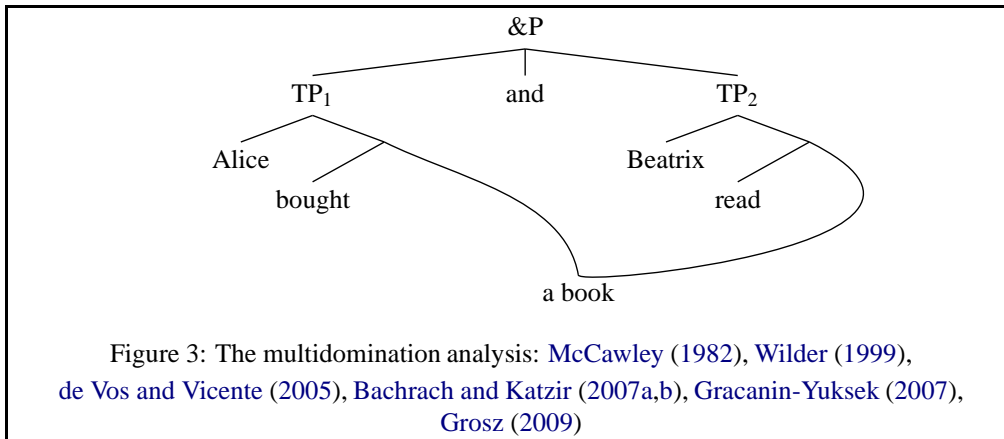 &P
TP1 and TP2
Alice Beatrix
bought read
a book
Figure 3: The multidomination analysis: McCawley (1982), Wilder (1999),
de Vos and Vicente (2005), Bachrach and Katzir (2007a,b), Gracanin-Yuksek (2007),
Grosz (2009)